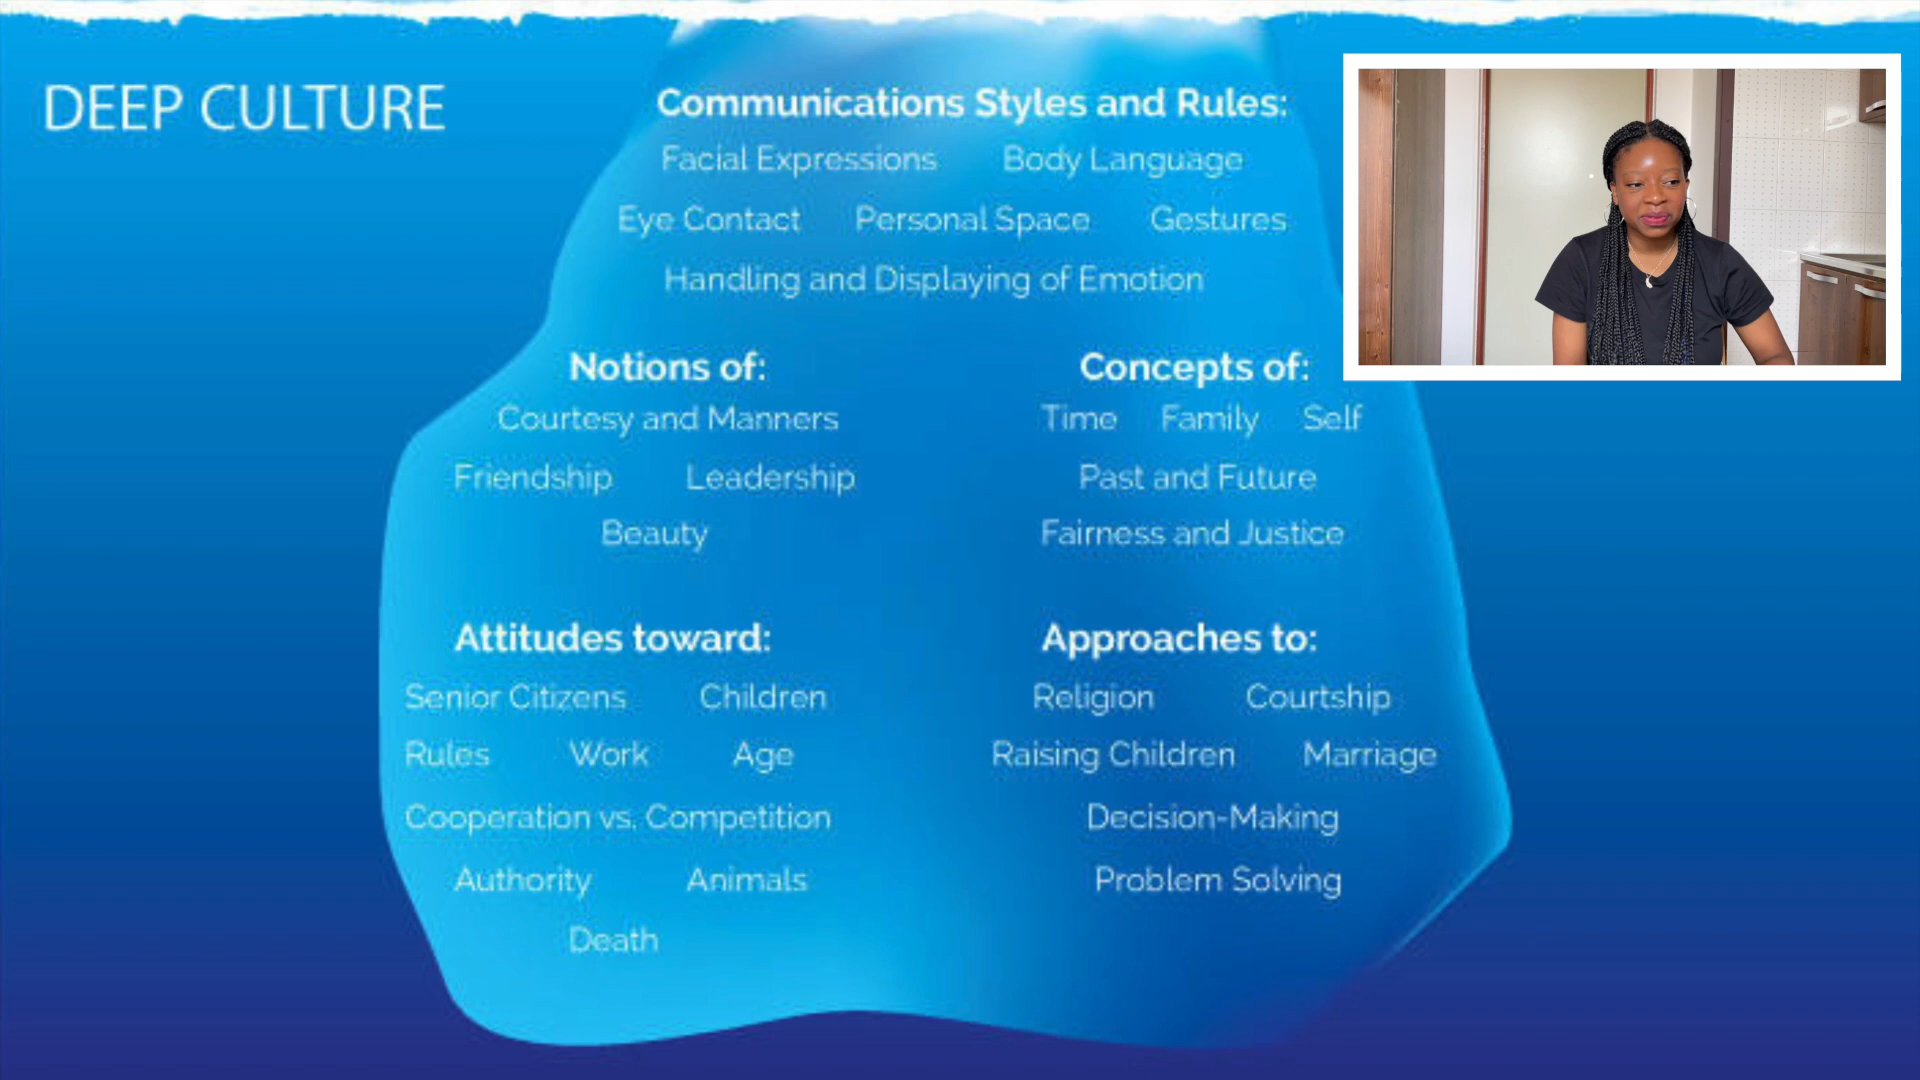 DEEP CULTURE
Communications Styles and Rules:
Facial Expressions Body Language
Eye Contact Personal Space Gestures
Handling and Displaying of Emotion
Notions of:
Courtesy and Manners
Friendship Leadership
Beauty
Concepts of:
Time Family Self
Past and Future
Fairness and Justice
Attitudes toward:
Senior Citizens Children
Rules Work Age
Cooperation vs. Competition
Authority Animals
Death
Approaches to:
Religion Courtship
Raising Children Marriage
Decision-Making
Problem Solving